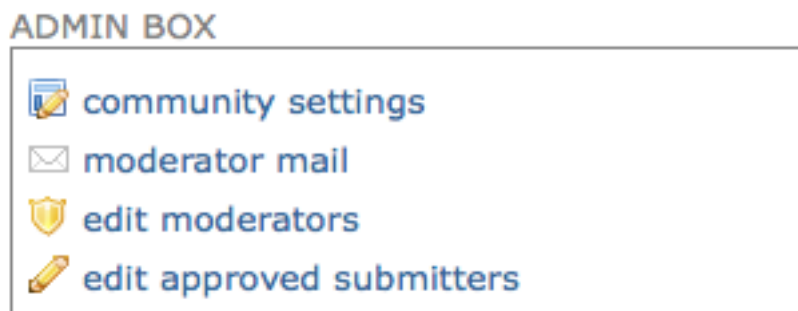 ADMIN BOX
community settings
moderator mail
edit moderators
edit approved submitters